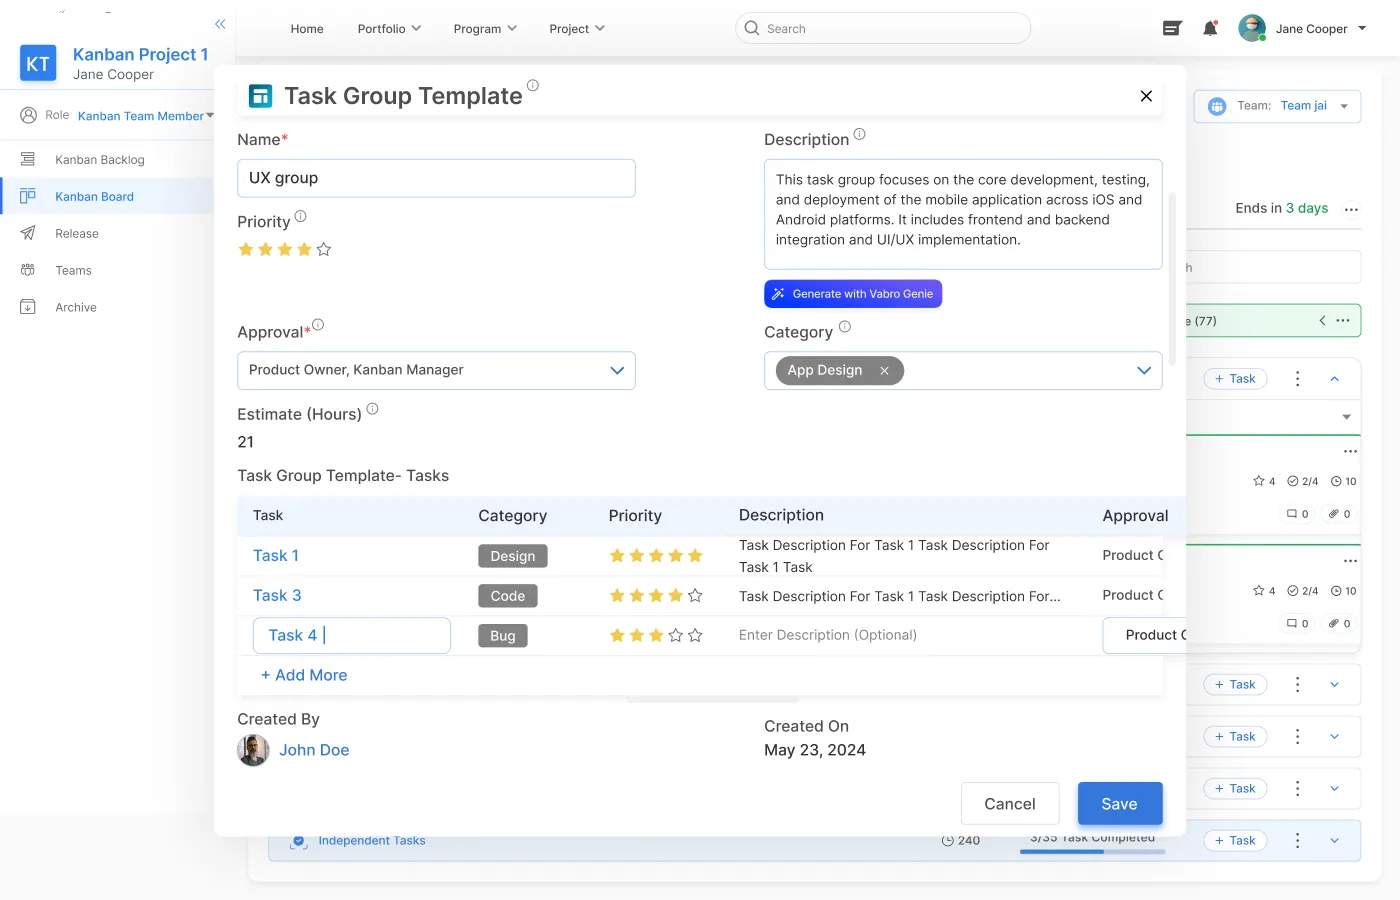 Home
Portfolio
Program
Project
Search
Jane Cooper
KT
Kanban Project 1
Jane Cooper
Role
Kanban Team Member
Kanban Backlog
Kanban Board
Release
Teams
Archive
Team: Team jai
Ends in 3 days
h
e (77)
+ Task
4 2/4 10
0 0
4 2/4 10
0 0
+ Task
+ Task
+ Task
Independent Tasks
240
3/35 Task Completed
+ Task
Task Group Template
Name*
UX group
Priority
Description
This task group focuses on the core development, testing,
and deployment of the mobile application across iOS and
Android platforms. It includes frontend and backend
integration and UI/UX implementation.
Generate with Vabro Genie
Approval*
Product Owner, Kanban Manager
Category
App Design ×
Estimate (Hours)
21
Task Group Template- Tasks
Task Category Priority Description Approval
Task 1 Design Task Description For Task 1 Task Description For
Task 1 Task
Product
Task 3 Code Task Description For Task 1 Task Description For... Product
Task 4 Bug Enter Description (Optional) Product
+ Add More
Created By
John Doe
Created On
May 23, 2024
Cancel
Save